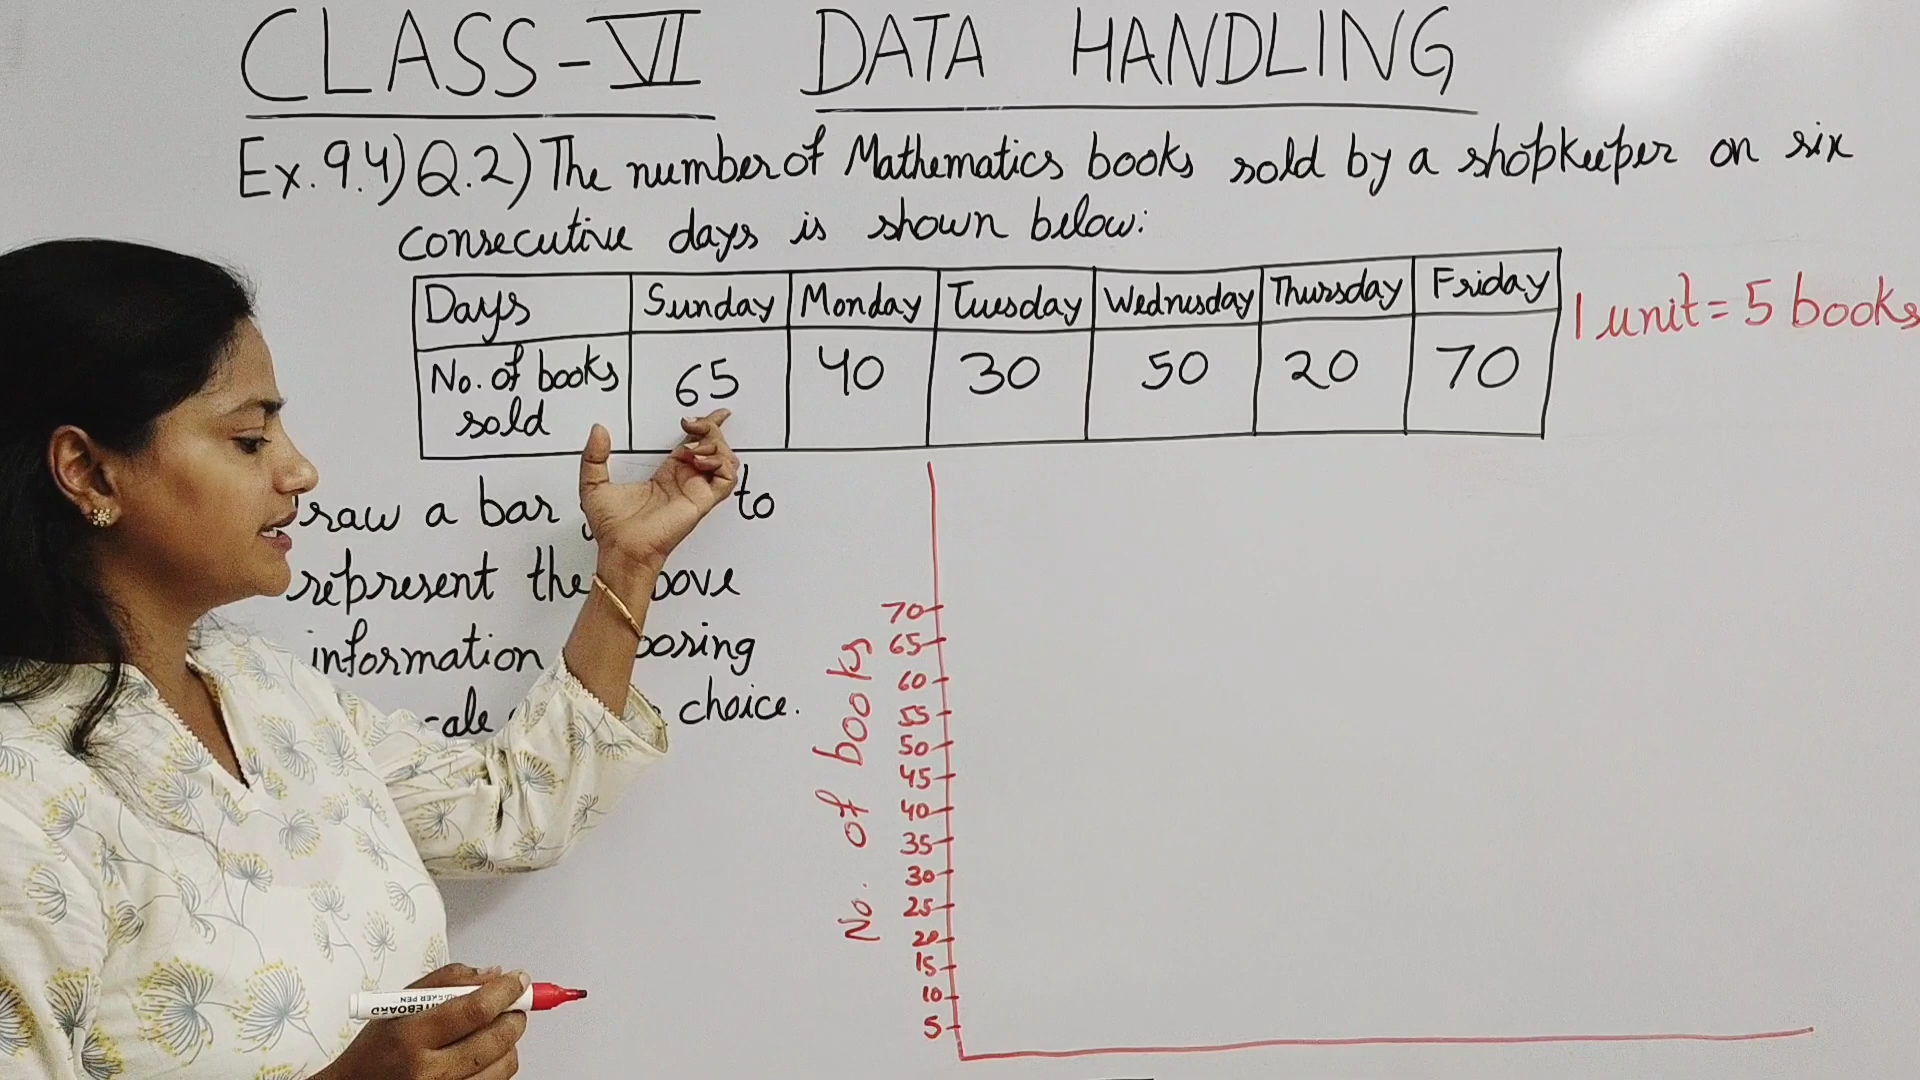 CLASS-VI DATA HANDLING
Ex.9.4) Q.2) The number of Mathematics books sold by a shopkeeper on six
consecutive days is shown below:
Days Sunday Monday Tuesday Wednesday Thursday Friday
No. of books sold 65 40 30 50 20 70
1 unit = 5 books
raw a bar to
represent the
information
choice.
No. of books
70
65
60
55
50
45
40
35
30
25
20
15
10
5